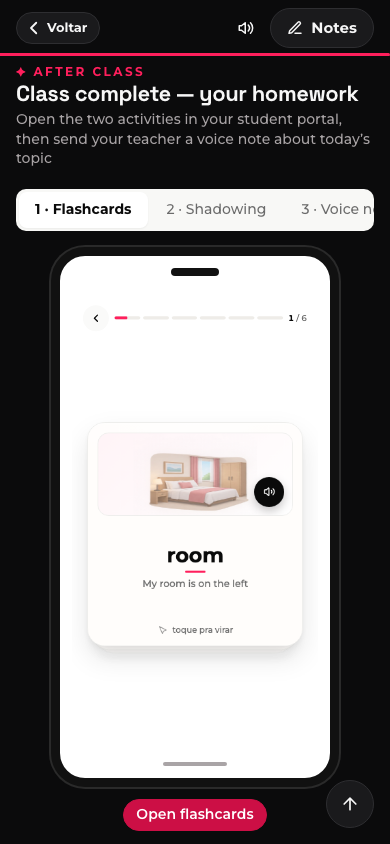 Voltar
Notes
AFTER CLASS
Class complete — your homework
Open the two activities in your student portal,
then send your teacher a voice note about today's
topic
1 · Flashcards
2 · Shadowing
3 · Voice n
1 / 6
room
My room is on the left
toque pra virar
Open flashcards